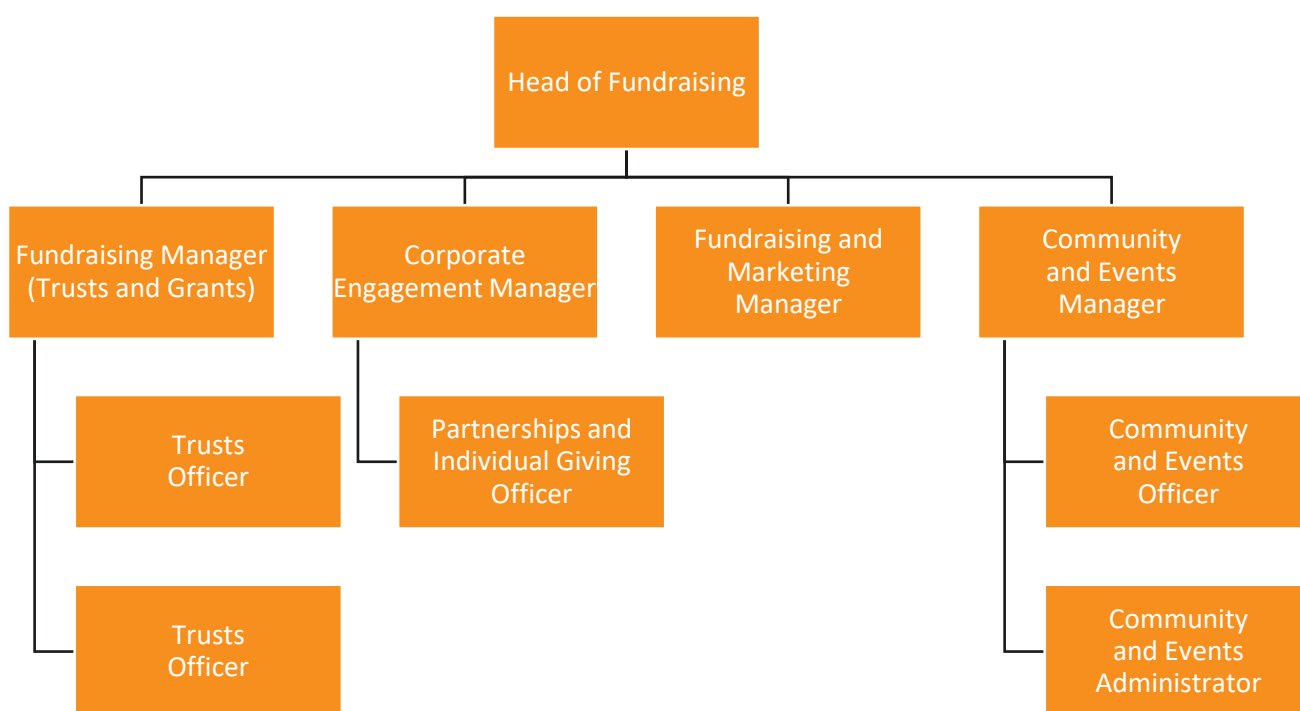 Head of Fundraising
Fundraising Manager
(Trusts and Grants)
Corporate
Engagement Manager
Fundraising and
Marketing
Manager
Community
and Events
Manager
Trusts
Officer
Partnerships and
Individual Giving
Officer
Community
and Events
Officer
Trusts
Officer
Community
and Events
Administrator